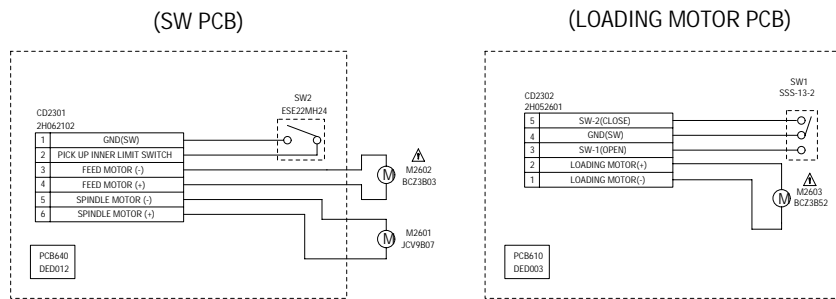 (SW PCB)
CD2301
2H062102
1 GND(SW)
2 PICK UP INNER LIMIT SWITCH
3 FEED MOTOR (-)
4 FEED MOTOR (+)
5 SPINDLE MOTOR (-)
6 SPINDLE MOTOR (+)
SW2
ESE22MH24
M
M2602
BCZ3B03
M
M2601
JCV9B07
PCB640
DED012
(LOADING MOTOR PCB)
CD2302
2H052601
5 SW-2(CLOSE)
4 GND(SW)
3 SW-1(OPEN)
2 LOADING MOTOR(+)
1 LOADING MOTOR(-)
SW1
SSS-13-2
M
M2603
BCZ3B52
PCB610
DED003